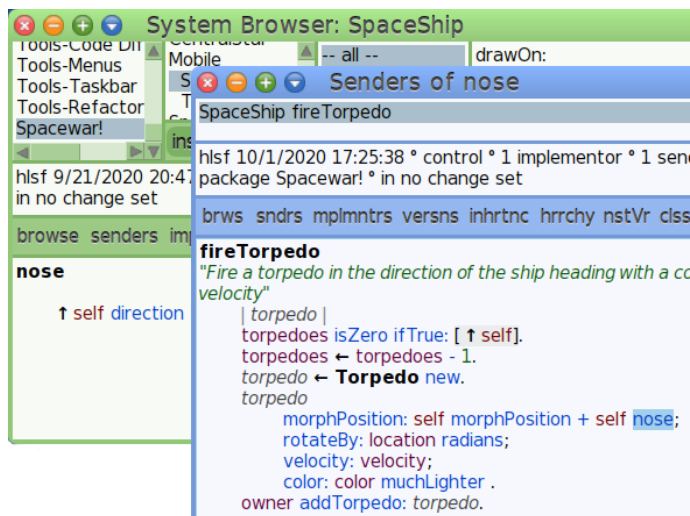 System Browser: SpaceShip
Tools-Code Diff
Tools-Menus
Tools-Taskbar
Tools-Refactor
Spacewar!
CentralStar
Mobile
-- all --
drawOn:
hlsf 9/21/2020 20:47
in no change set
browse senders
nose
↑ self direction
Senders of nose
SpaceShip fireTorpedo
hlsf 10/1/2020 17:25:38 ° control ° 1 implementor ° 1 send
package Spacewar! ° in no change set
brws sndrs mplmntrs versns inhrtnc hrrchy nstVr clss
fireTorpedo
"Fire a torpedo in the direction of the ship heading with a co
velocity"
| torpedo |
torpedoes isZero ifTrue: [ ↑ self].
torpedoes ← torpedoes - 1.
torpedo ← Torpedo new.
torpedo
morphPosition: self morphPosition + self nose;
rotateBy: location radians;
velocity: velocity;
color: color muchLighter .
owner addTorpedo: torpedo.